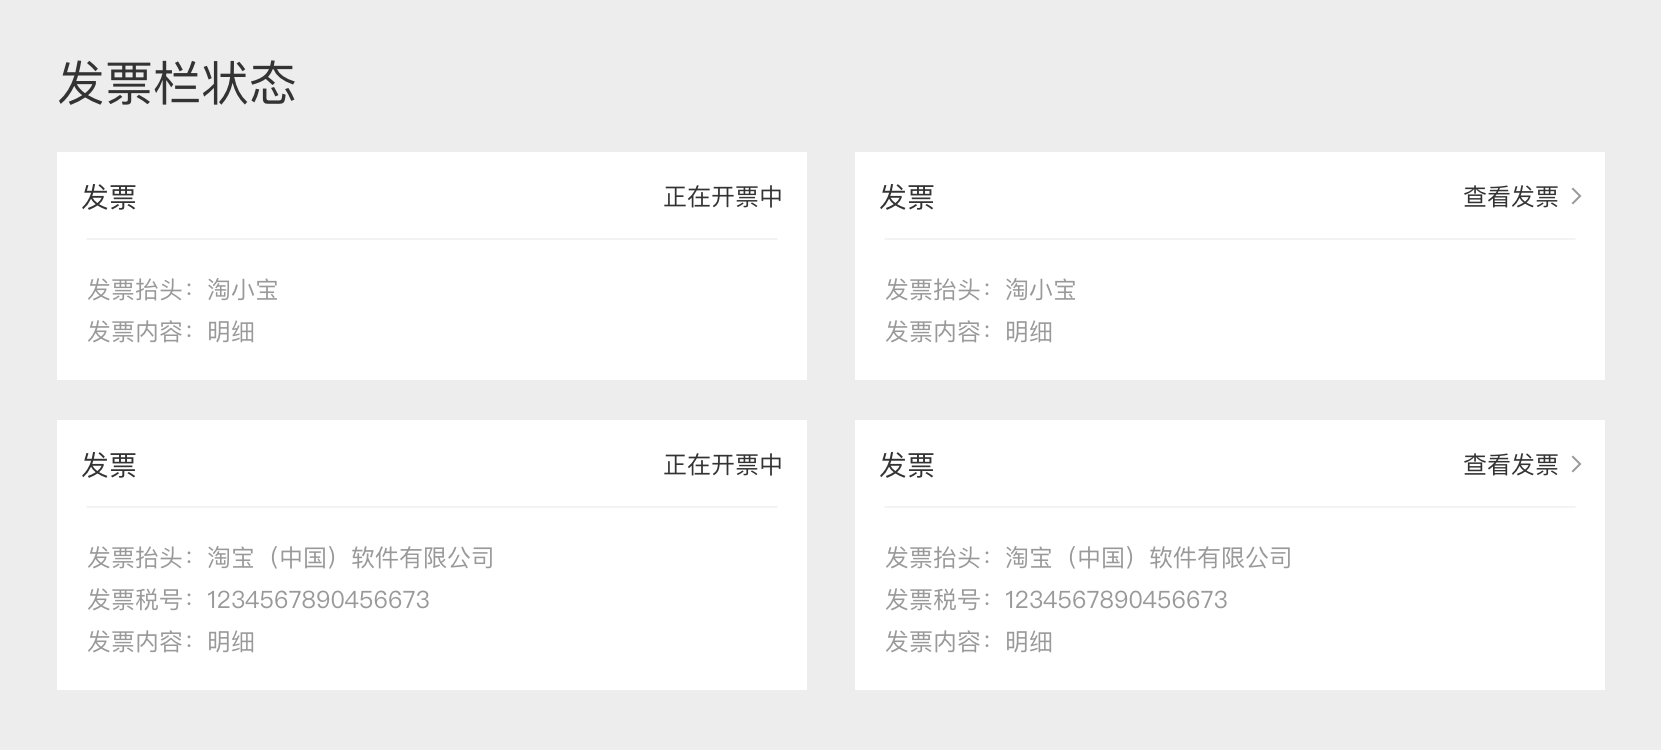 发票栏状态
发票 正在开票中
发票抬头：淘小宝
发票内容：明细
发票 查看发票
发票抬头：淘小宝
发票内容：明细
发票 正在开票中
发票抬头：淘宝（中国）软件有限公司
发票税号：1234567890456673
发票内容：明细
发票 查看发票
发票抬头：淘宝（中国）软件有限公司
发票税号：1234567890456673
发票内容：明细